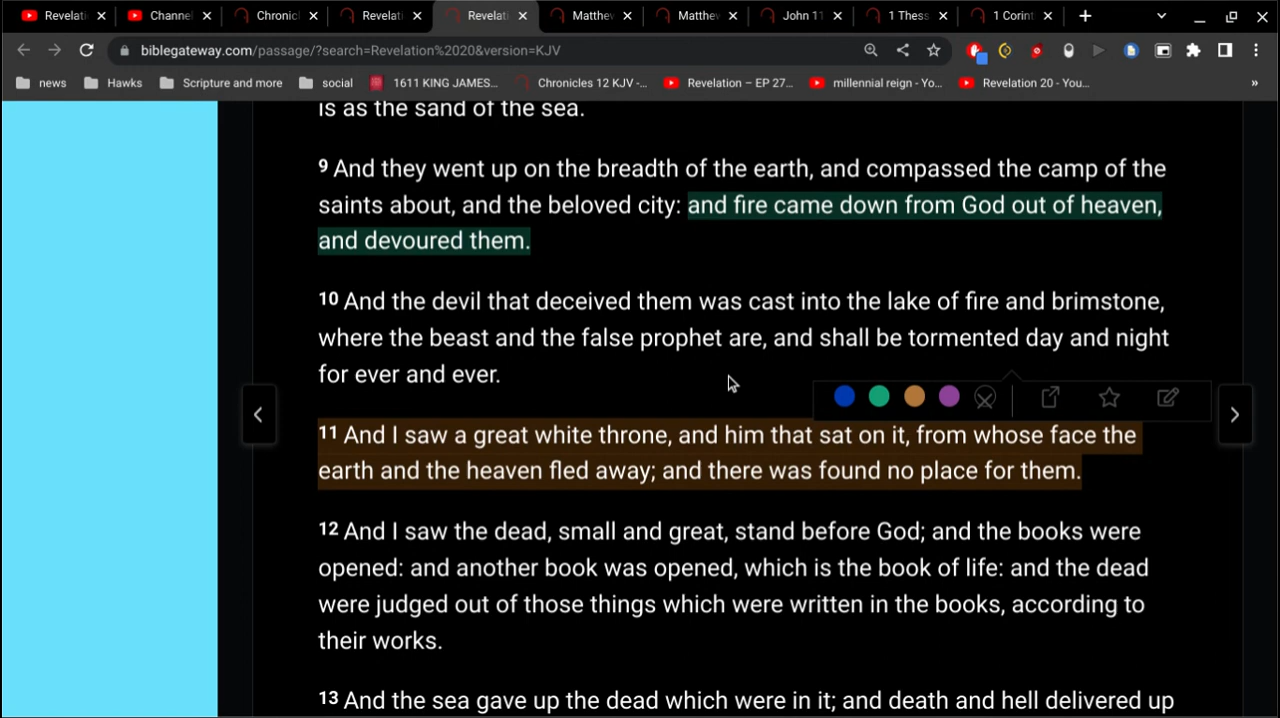 Revelati Channel Chronicl Revelati Revelati Matthew Matthew John 11 1 Thess 1 Corint
biblegateway.com/passage/?search=Revelation%2020&version=KJV
news Hawks Scripture and more social 1611 KING JAMES... Chronicles 12 KJV -... Revelation – EP 27... millennial reign - Yo... Revelation 20 - You... »
is as the sand of the sea.
9 And they went up on the breadth of the earth, and compassed the camp of the
saints about, and the beloved city: and fire came down from God out of heaven,
and devoured them.
10 And the devil that deceived them was cast into the lake of fire and brimstone,
where the beast and the false prophet are, and shall be tormented day and night
for ever and ever.
11 And I saw a great white throne, and him that sat on it, from whose face the
earth and the heaven fled away; and there was found no place for them.
12 And I saw the dead, small and great, stand before God; and the books were
opened: and another book was opened, which is the book of life: and the dead
were judged out of those things which were written in the books, according to
their works.
13 And the sea gave up the dead which were in it; and death and hell delivered up